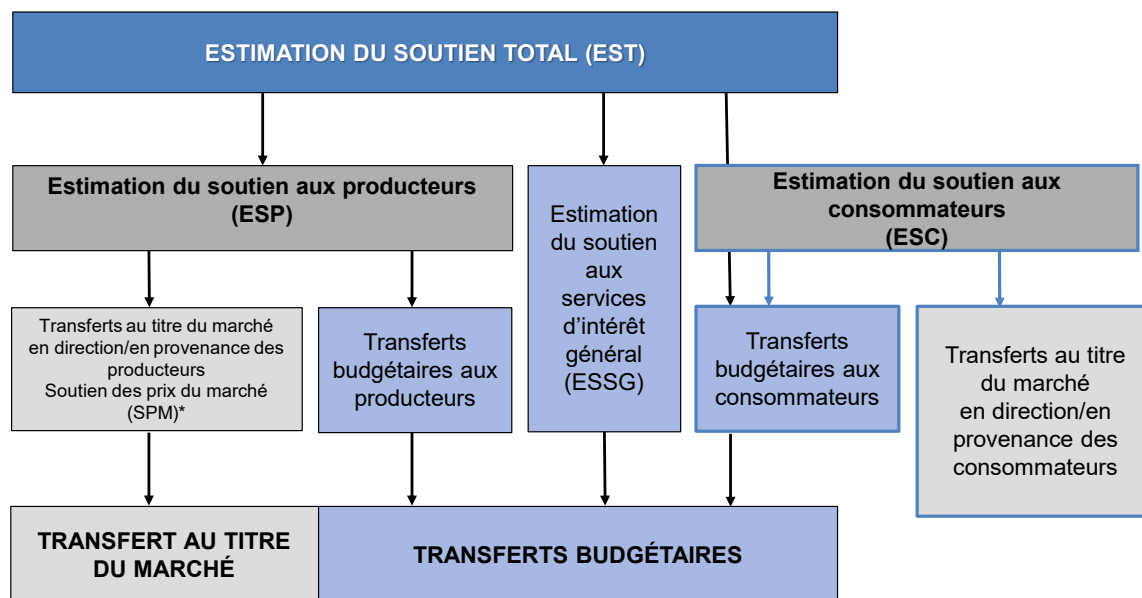 ESTIMATION DU SOUTIEN TOTAL (EST)
Estimation du soutien aux producteurs
(ESP)
Estimation
du soutien
aux
services
d'intérêt
général
(ESSG)
Estimation du soutien aux
consommateurs
(ESC)
Transferts au titre du marché
en direction/en provenance des
producteurs
Soutien des prix du marché
(SPM)*
Transferts
budgétaires aux
producteurs
Transferts
budgétaires aux
consommateurs
Transferts au titre
du marché
en direction/en
provenance des
consommateurs
TRANSFERT AU TITRE
DU MARCHÉ
TRANSFERTS BUDGÉTAIRES